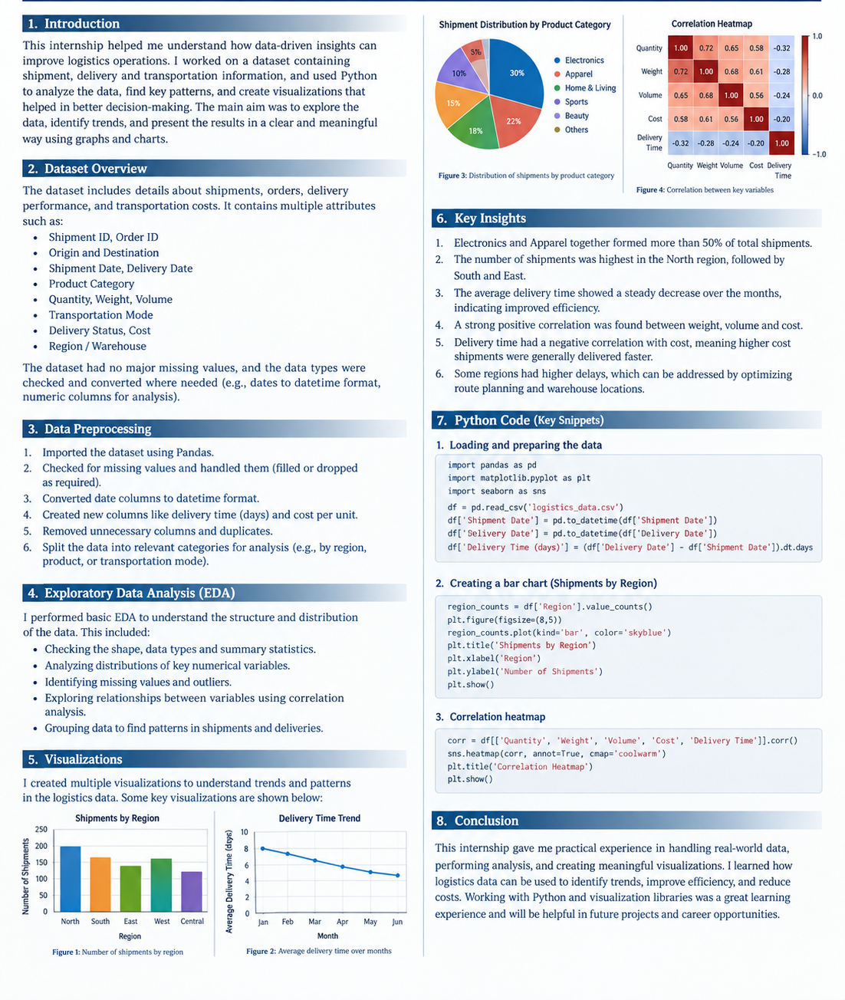 1. Introduction
This internship helped me understand how data-driven insights can
improve logistics operations. I worked on a dataset containing
shipment, delivery and transportation information, and used Python
to analyze the data, find key patterns, and create visualizations that
helped in better decision-making. The main aim was to explore the
data, identify trends, and present the results in a clear and meaningful
way using graphs and charts.
2. Dataset Overview
The dataset includes details about shipments, orders, delivery
performance, and transportation costs. It contains multiple attributes
such as:
• Shipment ID, Order ID
• Origin and Destination
• Shipment Date, Delivery Date
• Product Category
• Quantity, Weight, Volume
• Transportation Mode
• Delivery Status, Cost
• Region / Warehouse
The dataset had no major missing values, and the data types were
checked and converted where needed (e.g., dates to datetime format,
numeric columns for analysis).
3. Data Preprocessing
1. Imported the dataset using Pandas.
2. Checked for missing values and handled them (filled or dropped
as required).
3. Converted date columns to datetime format.
4. Created new columns like delivery time (days) and cost per unit.
5. Removed unnecessary columns and duplicates.
6. Split the data into relevant categories for analysis (e.g., by region,
product, or transportation mode).
4. Exploratory Data Analysis (EDA)
I performed basic EDA to understand the structure and distribution
of the data. This included:
• Checking the shape, data types and summary statistics.
• Analyzing distributions of key numerical variables.
• Identifying missing values and outliers.
• Exploring relationships between variables using correlation
analysis.
• Grouping data to find patterns in shipments and deliveries.
5. Visualizations
I created multiple visualizations to understand trends and patterns
in the logistics data. Some key visualizations are shown below:
Shipments by Region
Number of Shipments
250
200
150
100
50
0
North South East West Central
Region
Figure 1: Number of shipments by region
Delivery Time Trend
Average Delivery Time (days)
10
8
6
4
2
0
Jan Feb Mar Apr May Jun
Month
Figure 2: Average delivery time over months
Shipment Distribution by Product Category
30%
22%
18%
15%
10%
5%
Electronics
Apparel
Home & Living
Sports
Beauty
Others
Figure 3: Distribution of shipments by product category
Correlation Heatmap
Quantity 1.00 0.72 0.65 0.58 -0.32
Weight 0.72 1.00 0.68 0.61 -0.28
Volume 0.65 0.68 1.00 0.56 -0.24
Cost 0.58 0.61 0.56 1.00 -0.20
Delivery
Time -0.32 -0.28 -0.24 -0.20 1.00
Quantity Weight Volume Cost Delivery
Time
1.0
0.0
-1.0
Figure 4: Correlation between key variables
6. Key Insights
1. Electronics and Apparel together formed more than 50% of total shipments.
2. The number of shipments was highest in the North region, followed by
South and East.
3. The average delivery time showed a steady decrease over the months,
indicating improved efficiency.
4. A strong positive correlation was found between weight, volume and cost.
5. Delivery time had a negative correlation with cost, meaning higher cost
shipments were generally delivered faster.
6. Some regions had higher delays, which can be addressed by optimizing
route planning and warehouse locations.
7. Python Code (Key Snippets)
1. Loading and preparing the data
import pandas as pd
import matplotlib.pyplot as plt
import seaborn as sns
df = pd.read_csv('logistics_data.csv')
df['Shipment Date'] = pd.to_datetime(df['Shipment Date'])
df['Delivery Date'] = pd.to_datetime(df['Delivery Date'])
df['Delivery Time (days)'] = (df['Delivery Date'] - df['Shipment Date']).dt.days
2. Creating a bar chart (Shipments by Region)
region_counts = df['Region'].value_counts()
plt.figure(figsize=(8,5))
region_counts.plot(kind='bar', color='skyblue')
plt.title('Shipments by Region')
plt.xlabel('Region')
plt.ylabel('Number of Shipments')
plt.show()
3. Correlation heatmap
corr = df[['Quantity', 'Weight', 'Volume', 'Cost', 'Delivery Time']].corr()
sns.heatmap(corr, annot=True, cmap='coolwarm')
plt.title('Correlation Heatmap')
plt.show()
8. Conclusion
This internship gave me practical experience in handling real-world data,
performing analysis, and creating meaningful visualizations. I learned how
logistics data can be used to identify trends, improve efficiency, and reduce
costs. Working with Python and visualization libraries was a great learning
experience and will be helpful in future projects and career opportunities.